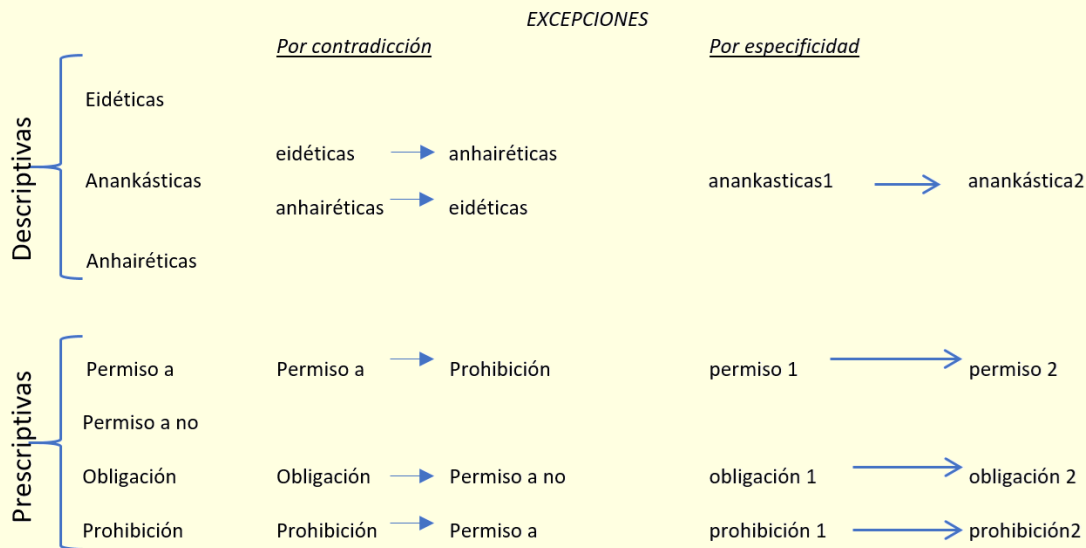 EXCEPCIONES
Por contradicción Por especificidad
Descriptivas
Eidéticas
eidéticas anhairéticas
Anankásticas anankasticas1 anankástica2
anhairéticas eidéticas
Anhairéticas
Prescriptivas
Permiso a Permiso a Prohibición permiso 1 permiso 2
Permiso a no
Obligación Obligación Permiso a no obligación 1 obligación 2
Prohibición Prohibición Permiso a prohibición 1 prohibición2